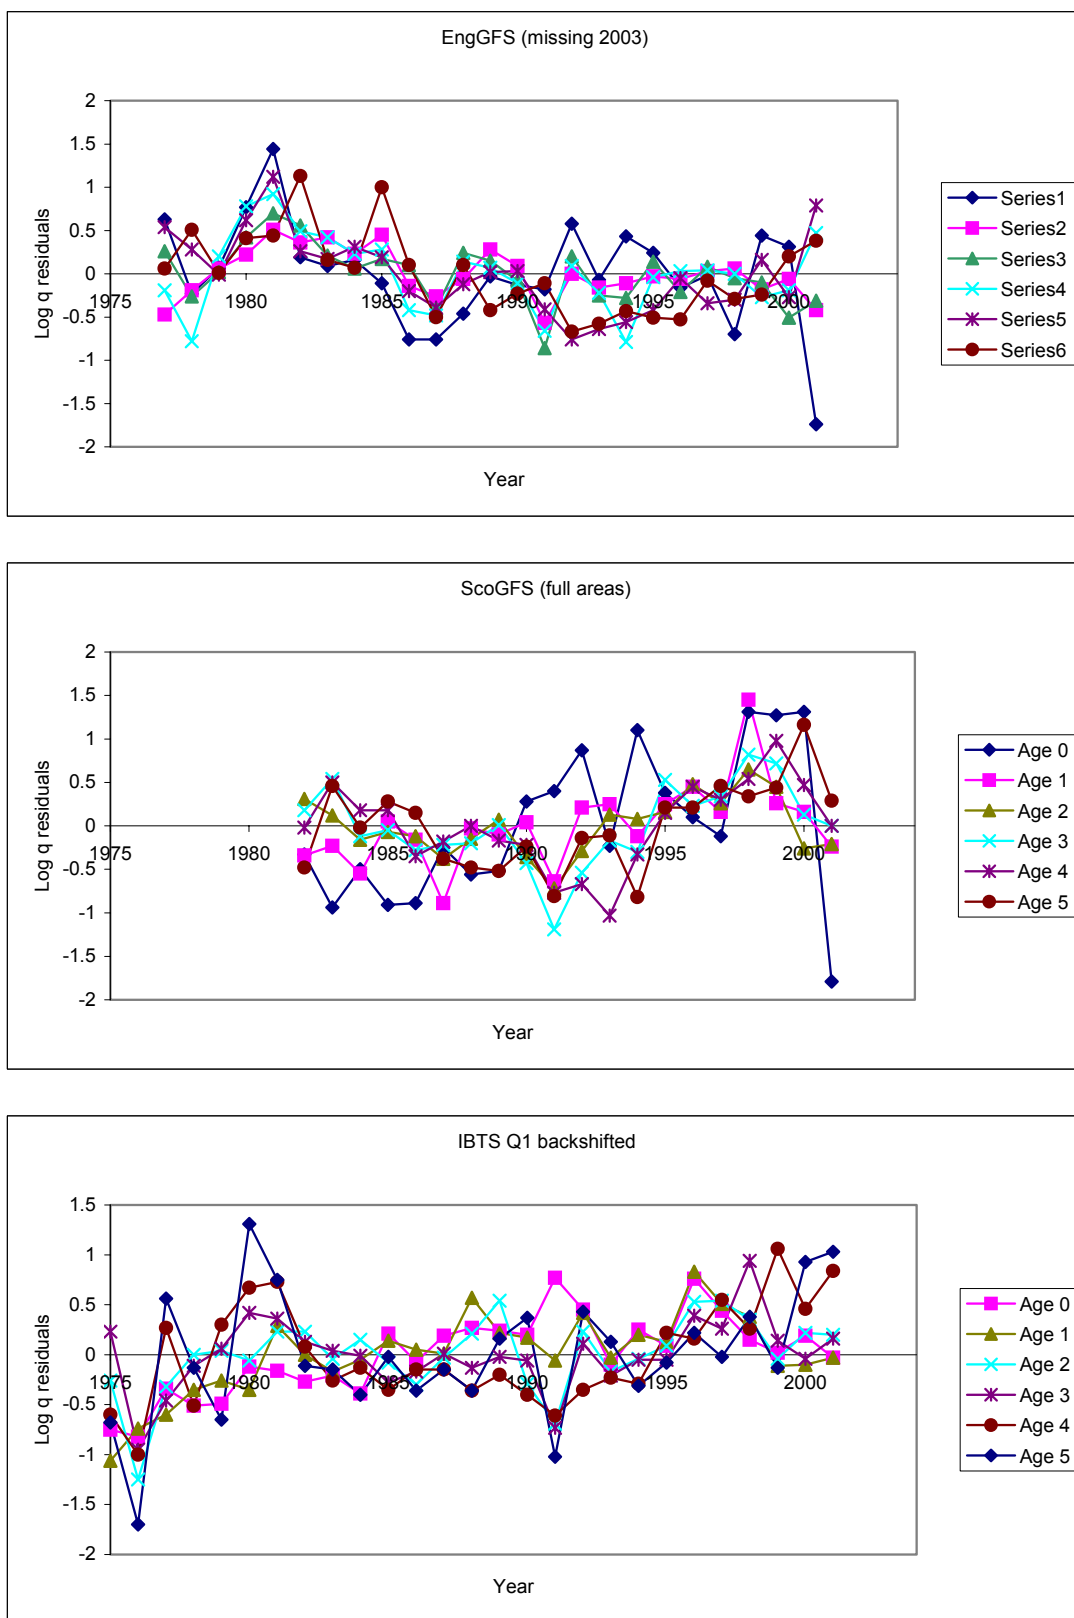 EngGFS (missing 2003)
2
1.5
1
0.5
0
-0.5
-1
-1.5
-2
1975 1980 1985 1990 1995 2000
Log q residuals
Year
Series1
Series2
Series3
Series4
Series5
Series6
ScoGFS (full areas)
2
1.5
1
0.5
0
-0.5
-1
-1.5
-2
1975 1980 1985 1990 1995 2000
Log q residuals
Year
Age 0
Age 1
Age 2
Age 3
Age 4
Age 5
IBTS Q1 backshifted
1.5
1
0.5
0
-0.5
-1
-1.5
-2
1975 1980 1985 1990 1995 2000
Log q residuals
Year
Age 0
Age 1
Age 2
Age 3
Age 4
Age 5